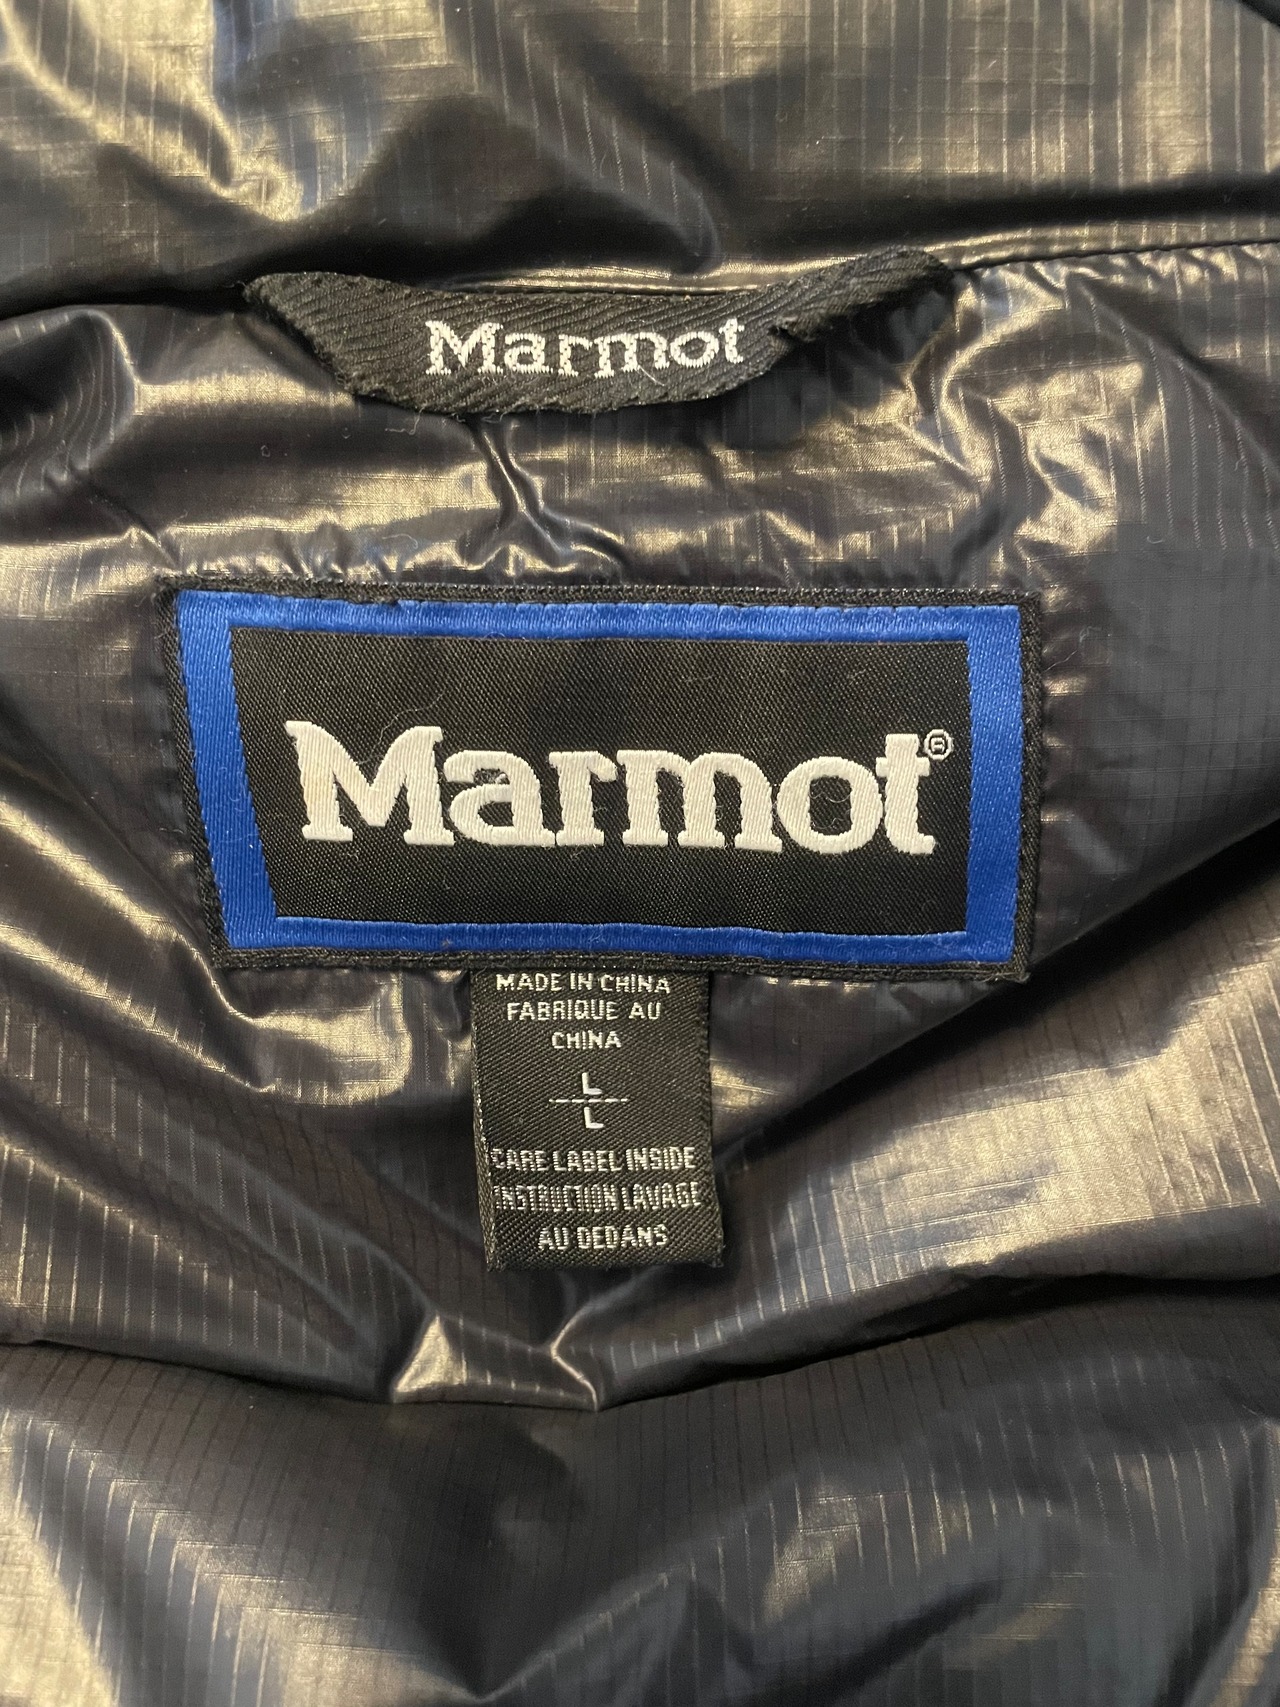 Marmot
Marmot®
MADE IN CHINA
FABRIQUE AU
CHINA
L
L
CARE LABEL INSIDE
INSTRUCTION LAVAGE
AU DEDANS